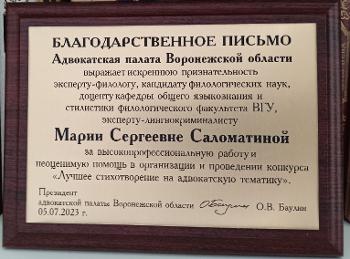 БЛАГОДАРСТВЕННОЕ ПИСЬМО
Адвокатская палата Воронежской области
выражает искреннюю признательность
эксперту-филологу, кандидату филологических наук,
доценту кафедры общего языкознания и
стилистики филологического факультета ВГУ,
эксперту-лингвокриминалисту
Марии Сергеевне Саломатиной
за высокопрофессиональную работу и
неоценимую помощь в организации и проведении конкурса
«Лучшее стихотворение на адвокатскую тематику».
Президент
адвокатской палаты Воронежской области О.В. Баулин
05.07.2023 г.